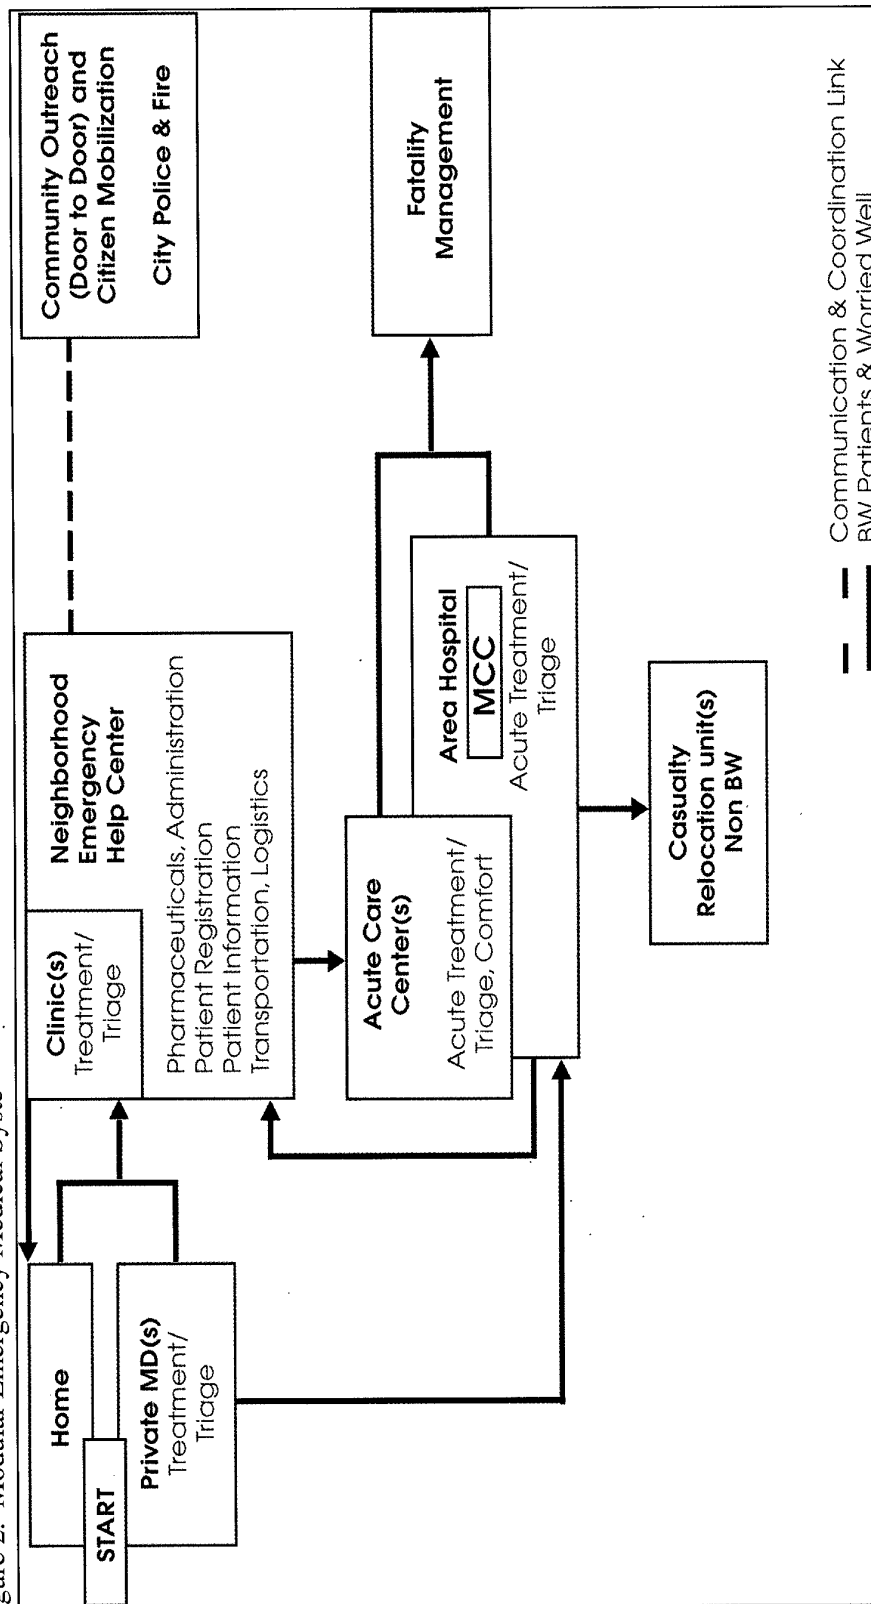 2. Modular Emergency Medical
START
Home
Private MD(s)
Treatment/
Triage
Clinic(s)
Treatment/
Triage
Neighborhood
Emergency
Help Center
Pharmaceuticals, Administration
Patient Registration
Patient Information
Transportation, Logistics
Community Outreach
(Door to Door) and
Citizen Mobilization
City Police & Fire
Acute Care
Center(s)
Acute Treatment/
Triage, Comfort
Area Hospital
MCC
Acute Treatment/
Triage
Fatality
Management
Casualty
Relocation unit(s)
Non BW
Communication & Coordination Link
BW Patients & Worried Well